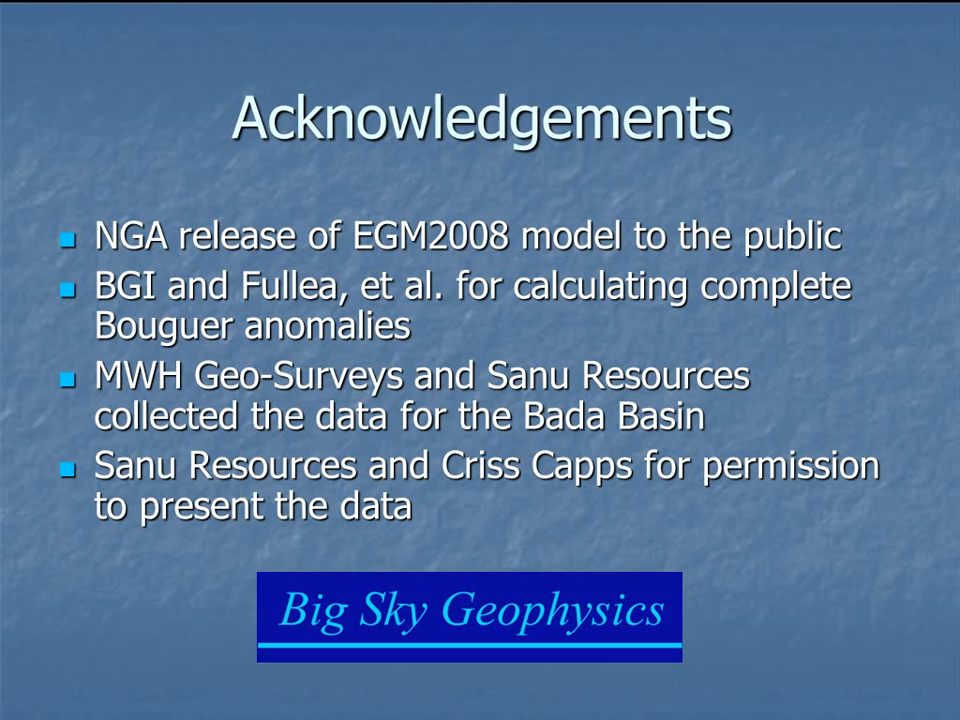 Acknowledgements
NGA release of EGM2008 model to the public
BGI and Fullea, et al. for calculating complete
Bouguer anomalies
MWH Geo-Surveys and Sanu Resources
collected the data for the Bada Basin
Sanu Resources and Criss Capps for permission
to present the data
Big Sky Geophysics